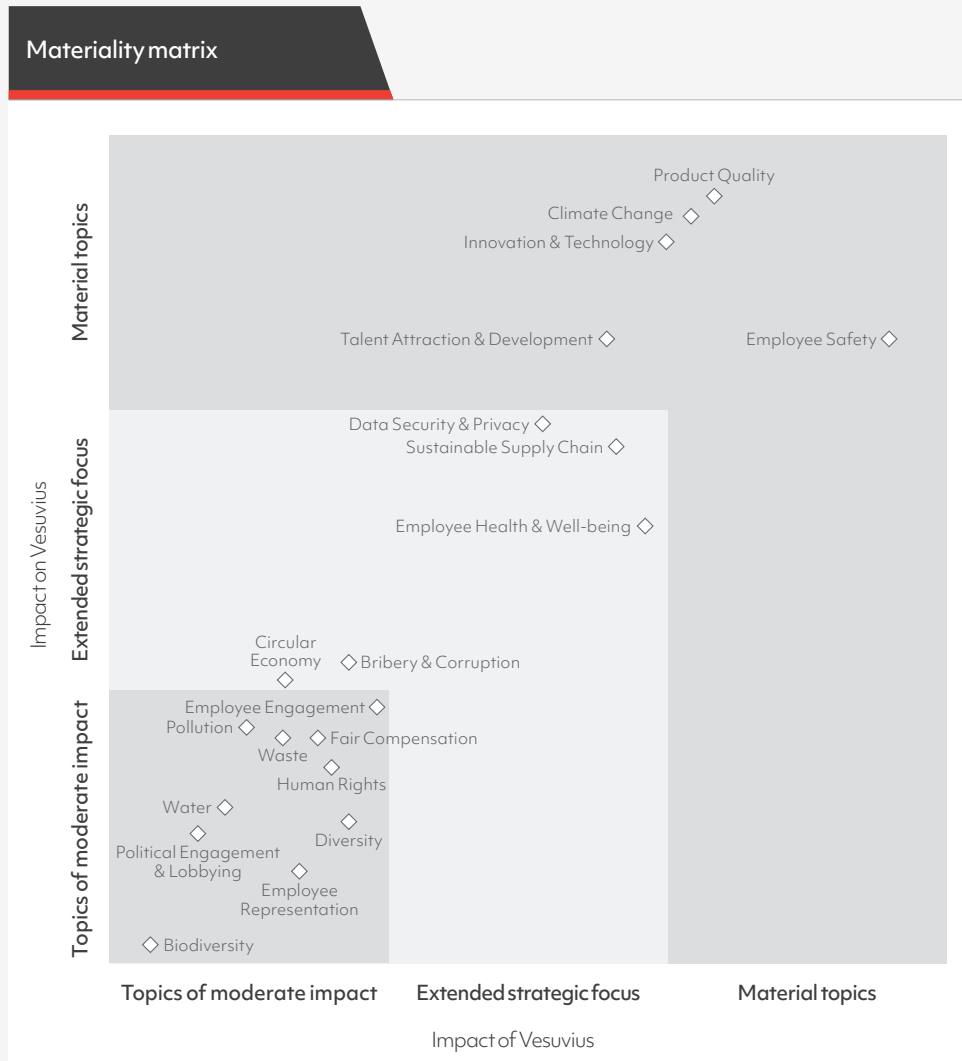 Materiality matrix
Product Quality
Climate Change
Innovation & Technology
Talent Attraction & Development
Employee Safety
Material topics
Data Security & Privacy
Sustainable Supply Chain
Employee Health & Well-being
Impact on Vesuvius
Extended strategic focus
Circular
Economy
Bribery & Corruption
Employee Engagement
Pollution
Waste
Fair Compensation
Human Rights
Water
Diversity
Political Engagement
& Lobbying
Employee
Representation
Biodiversity
Topics of moderate impact
Topics of moderate impact
Extended strategic focus
Material topics
Impact of Vesuvius